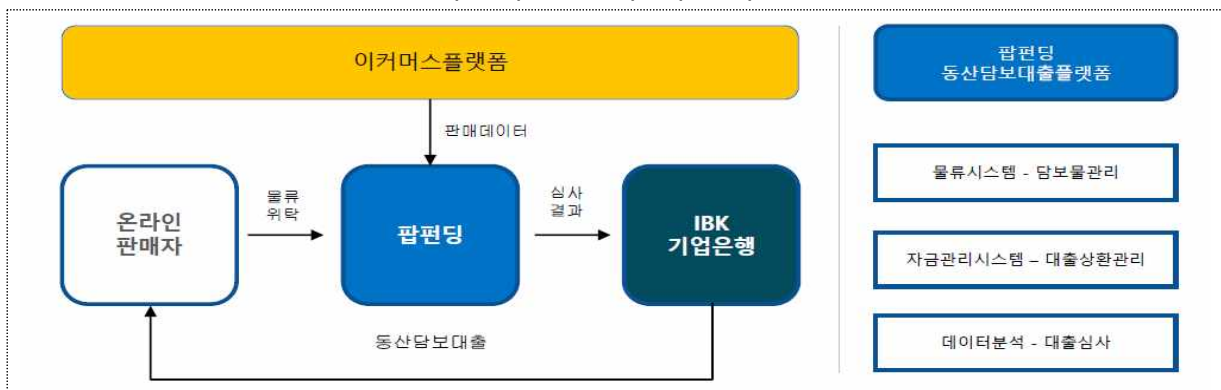 이커머스플랫폼
판매데이터
온라인
판매자
물류
위탁
팝펀딩
심사
결과
IBK
기업은행
동산담보대출
팝펀딩
동산담보대출플랫폼
물류시스템 - 담보물관리
자금관리시스템 – 대출상환관리
데이터분석 - 대출심사